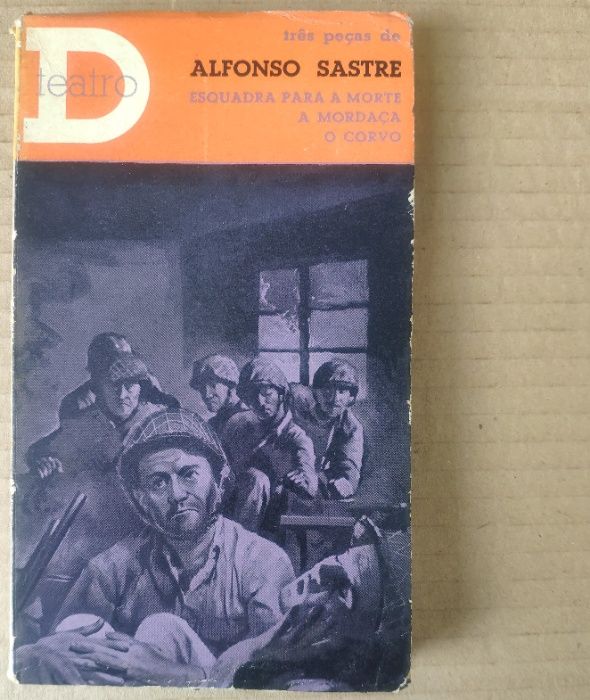 D
teatro
três peças de
ALFONSO SASTRE
ESQUADRA PARA A MORTE
A MORDAÇA
O CORVO